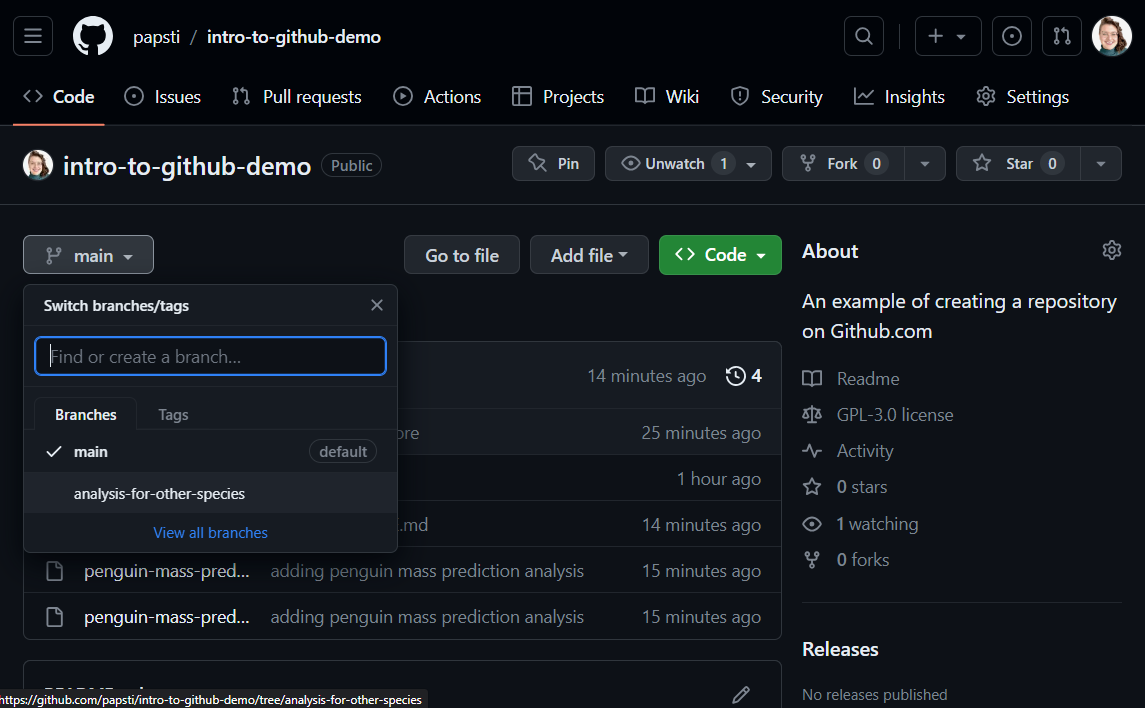 papsti / intro-to-github-demo
Code Issues Pull requests Actions Projects Wiki Security Insights Settings
intro-to-github-demo Public Pin Unwatch 1 Fork 0 Star 0
main Go to file Add file Code
Switch branches/tags
Find or create a branch...
14 minutes ago 4
Branches Tags
25 minutes ago
main default
1 hour ago
analysis-for-other-species
.md 14 minutes ago
View all branches
penguin-mass-pred... adding penguin mass prediction analysis 15 minutes ago
penguin-mass-pred... adding penguin mass prediction analysis 15 minutes ago
https://github.com/papsti/intro-to-github-demo/tree/analysis-for-other-species
About
An example of creating a repository
on Github.com
Readme
GPL-3.0 license
Activity
0 stars
1 watching
0 forks
Releases
No releases published